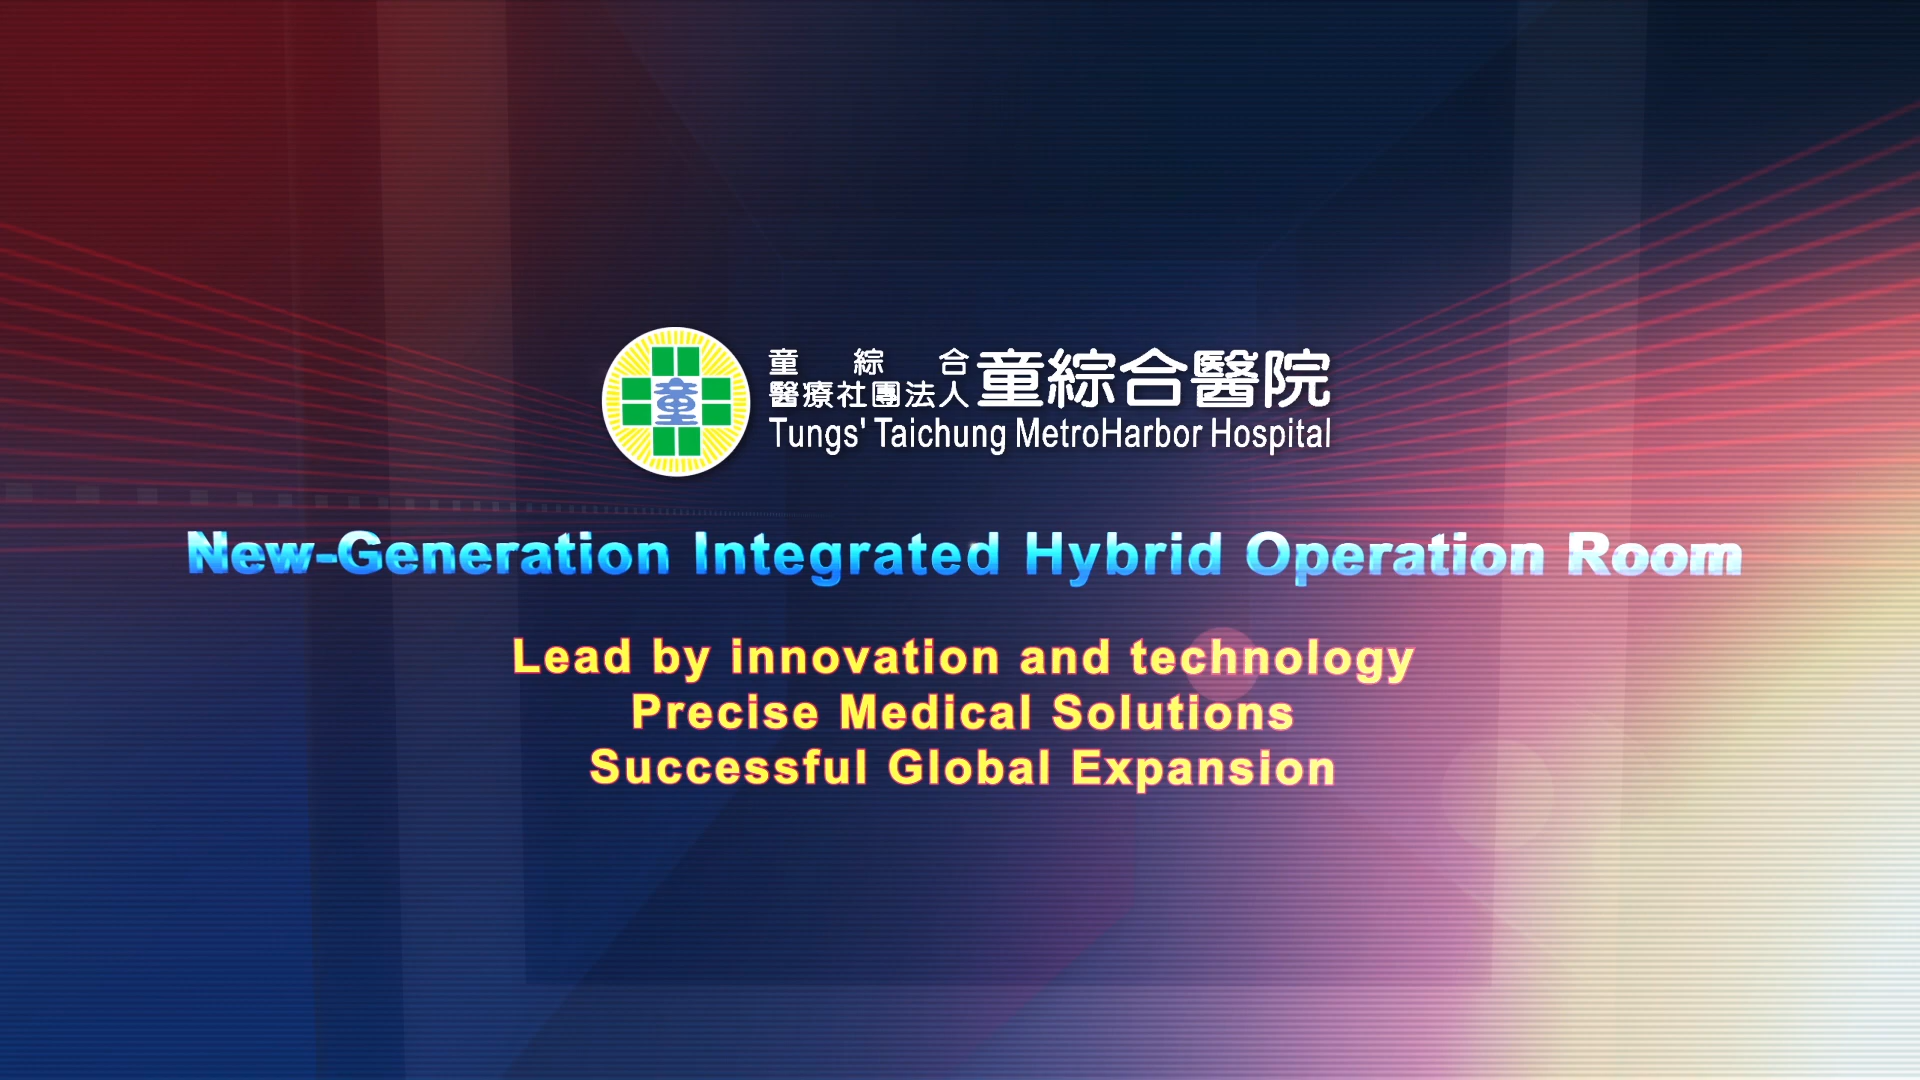 童綜合
醫療社團法人
童綜合醫院
童
Tungs' Taichung MetroHarbor Hospital
New-Generation Integrated Hybrid Operation Room
Lead by innovation and technology
Precise Medical Solutions
Successful Global Expansion